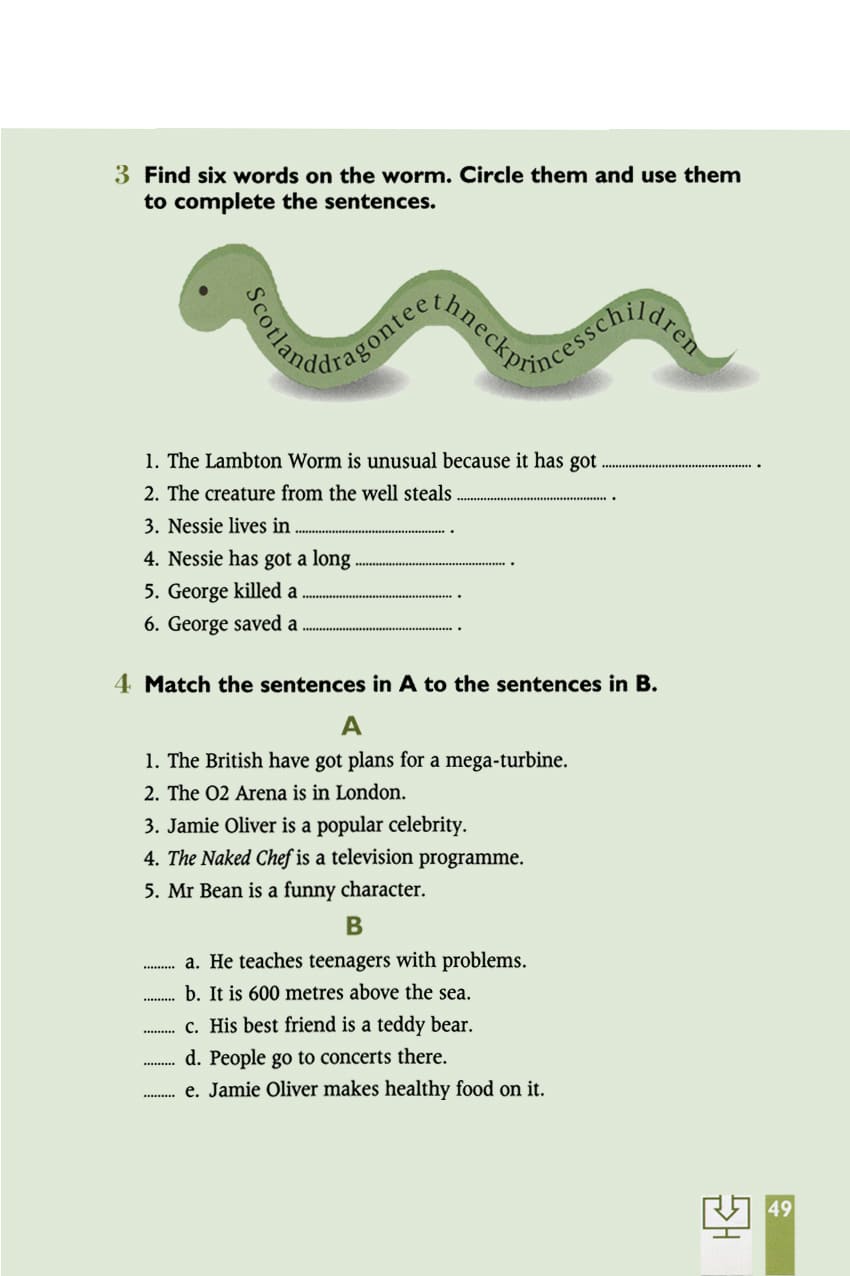 3 Find six words on the worm. Circle them and use them
to complete the sentences.
Scotlanddragonteethneckprincesschildren
1. The Lambton Worm is unusual because it has got ............................................. .
2. The creature from the well steals ............................................. .
3. Nessie lives in ............................................. .
4. Nessie has got a long ............................................. .
5. George killed a ............................................. .
6. George saved a ............................................. .
4 Match the sentences in A to the sentences in B.
A
1. The British have got plans for a mega-turbine.
2. The O2 Arena is in London.
3. Jamie Oliver is a popular celebrity.
4. The Naked Chef is a television programme.
5. Mr Bean is a funny character.
B
......... a. He teaches teenagers with problems.
......... b. It is 600 metres above the sea.
......... c. His best friend is a teddy bear.
......... d. People go to concerts there.
......... e. Jamie Oliver makes healthy food on it.
49